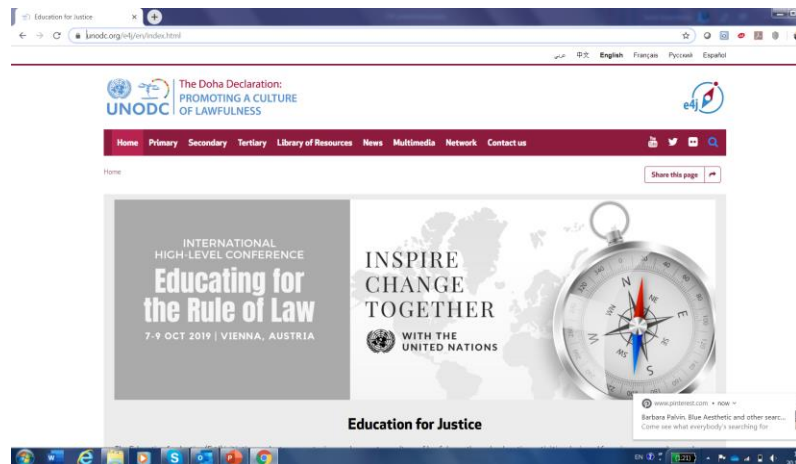 Education for Justice
unodc.org/e4j/en/index.html
عربي 中文 English Français Русский Español
UNODC
The Doha Declaration:
PROMOTING A CULTURE
OF LAWFULNESS
e4j
Home Primary Secondary Tertiary Library of Resources News Multimedia Network Contact us
Home
Share this page
INTERNATIONAL
HIGH-LEVEL CONFERENCE
Educating for
the Rule of Law
7-9 OCT 2019 | VIENNA, AUSTRIA
INSPIRE
CHANGE
TOGETHER
WITH THE
UNITED NATIONS
N
NE
E
SE
S
W
www.pinterest.com • now
Barbara Palvin, Blue Aesthetic and other searc...
Come see what everybody's searching for
Education for Justice
EN